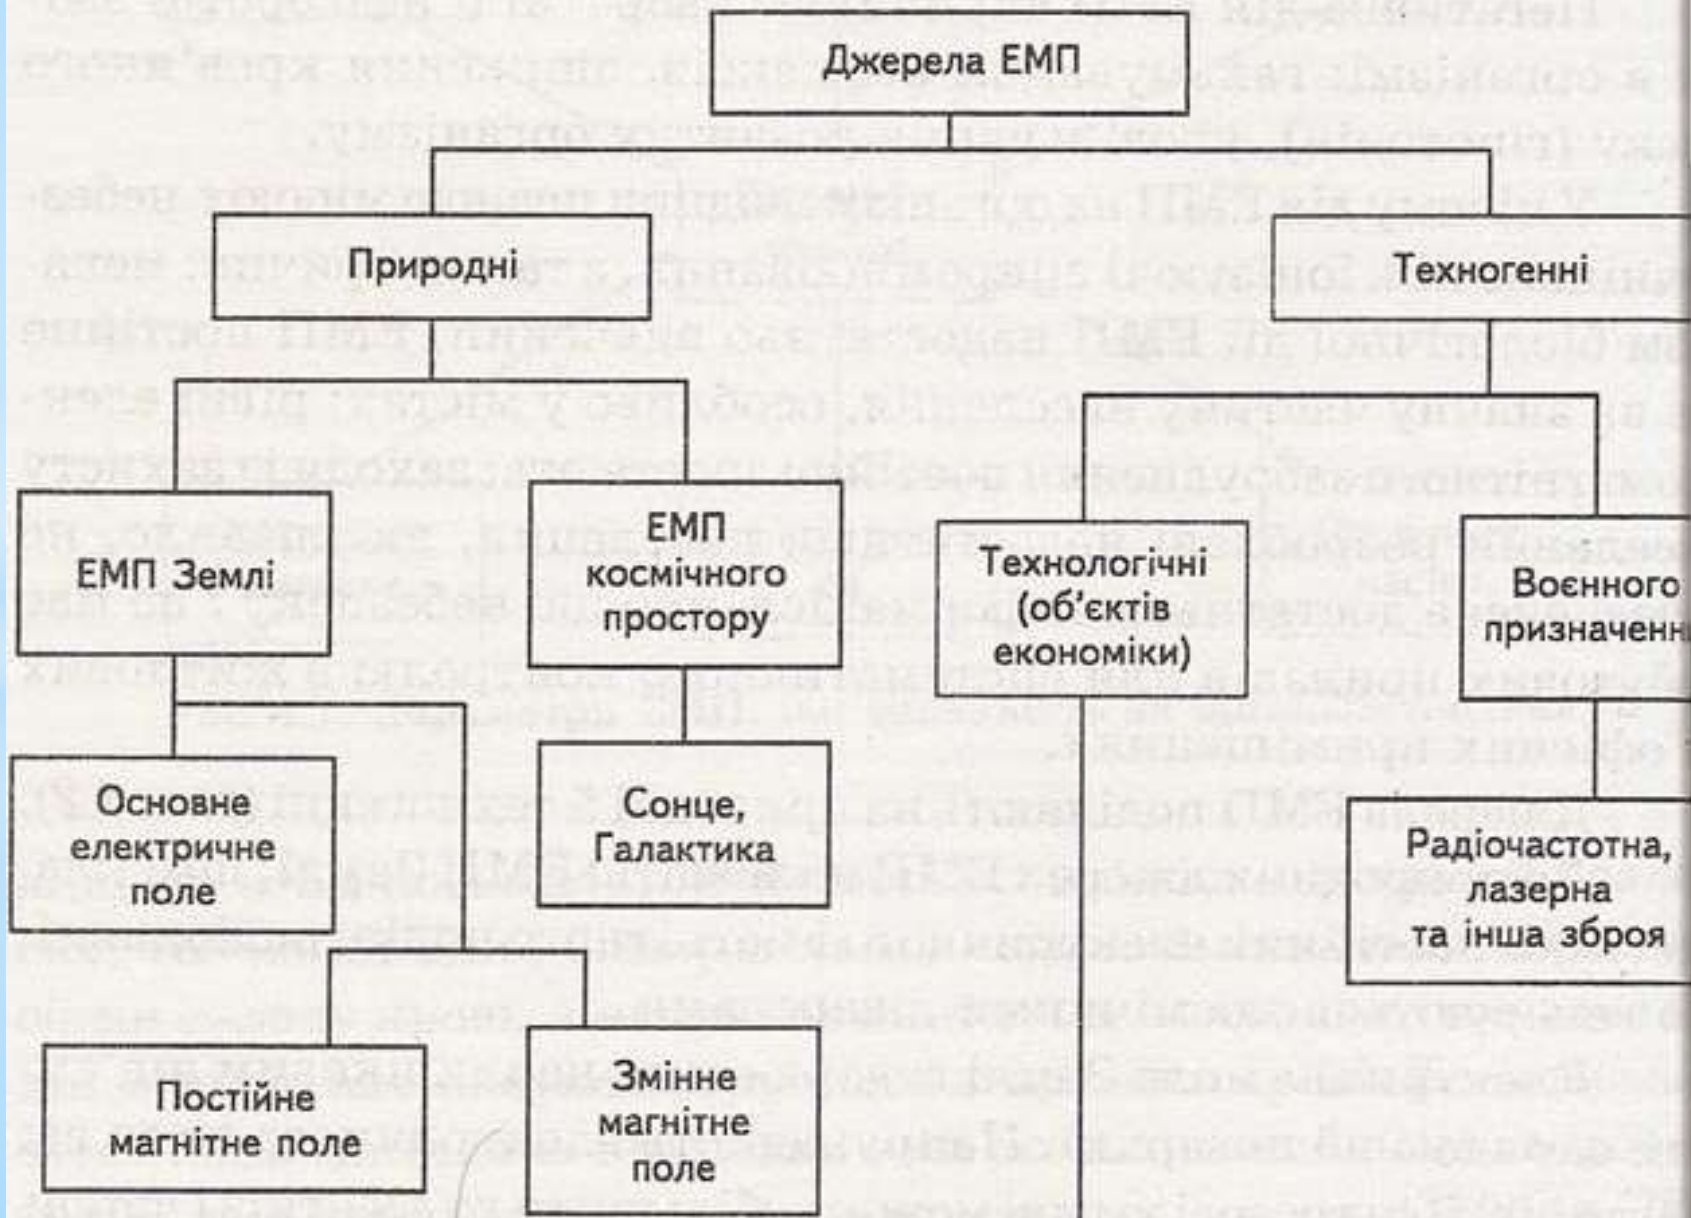 Джерела ЕМП
Природні
Техногенні
ЕМП Землі
ЕМП
космічного
простору
Технологічні
(об’єктів
економіки)
Воєнного
призначенн
Основне
електричне
поле
Сонце,
Галактика
Радіочастотна,
лазерна
та інша зброя
Постійне
магнітне поле
Змінне
магнітне
поле